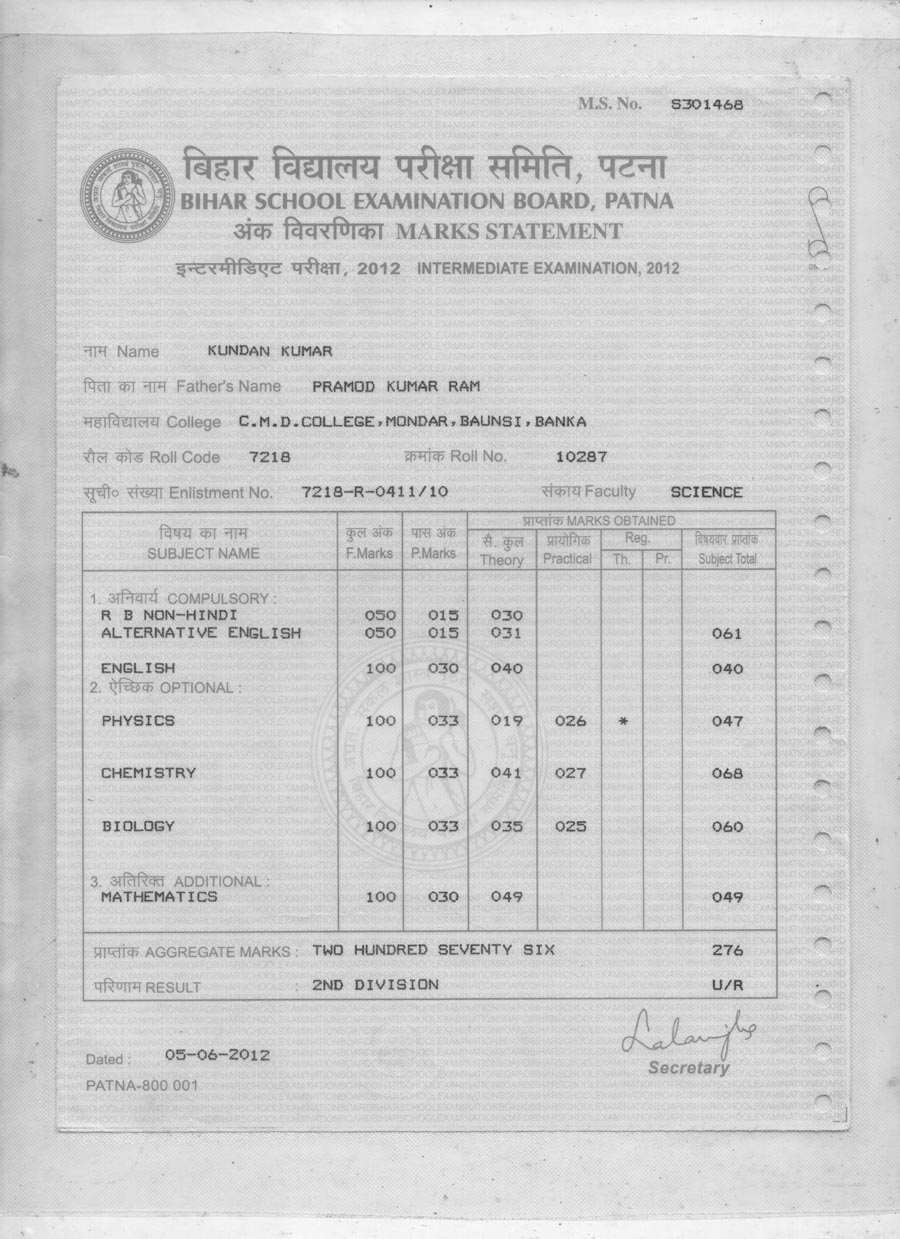 M.S. No. S301468
बिहार विद्यालय परीक्षा समिति, पटना
BIHAR SCHOOL EXAMINATION BOARD, PATNA
अंक विवरणिका MARKS STATEMENT
इन्टरमीडिएट परीक्षा, 2012 INTERMEDIATE EXAMINATION, 2012
नाम Name KUNDAN KUMAR
पिता का नाम Father's Name PRAMOD KUMAR RAM
महाविद्यालय College C.M.D.COLLEGE,MONDAR,BAUNSI,BANKA
रौल कोड Roll Code 7218 क्रमांक Roll No. 10287
सूची० संख्या Enlistment No. 7218-R-0411/10 संकाय Faculty SCIENCE
प्राप्तांक MARKS OBTAINED
विषय का नाम कुल अंक पास अंक सै. कुल प्रायोगिक Reg. विषयवार प्राप्तांक
SUBJECT NAME F.Marks P.Marks Theory Practical Th. Pr. Subject Total
1. अनिवार्य COMPULSORY :
R B NON-HINDI 050 015 030
ALTERNATIVE ENGLISH 050 015 031 061
ENGLISH 100 030 040 040
2. ऐच्छिक OPTIONAL :
PHYSICS 100 033 019 026 * 047
CHEMISTRY 100 033 041 027 068
BIOLOGY 100 033 035 025 060
3. अतिरिक्त ADDITIONAL :
MATHEMATICS 100 030 049 049
प्राप्तांक AGGREGATE MARKS : TWO HUNDRED SEVENTY SIX 276
परिणाम RESULT : 2ND DIVISION U/R
Secretary
Dated : 05-06-2012
PATNA-800 001